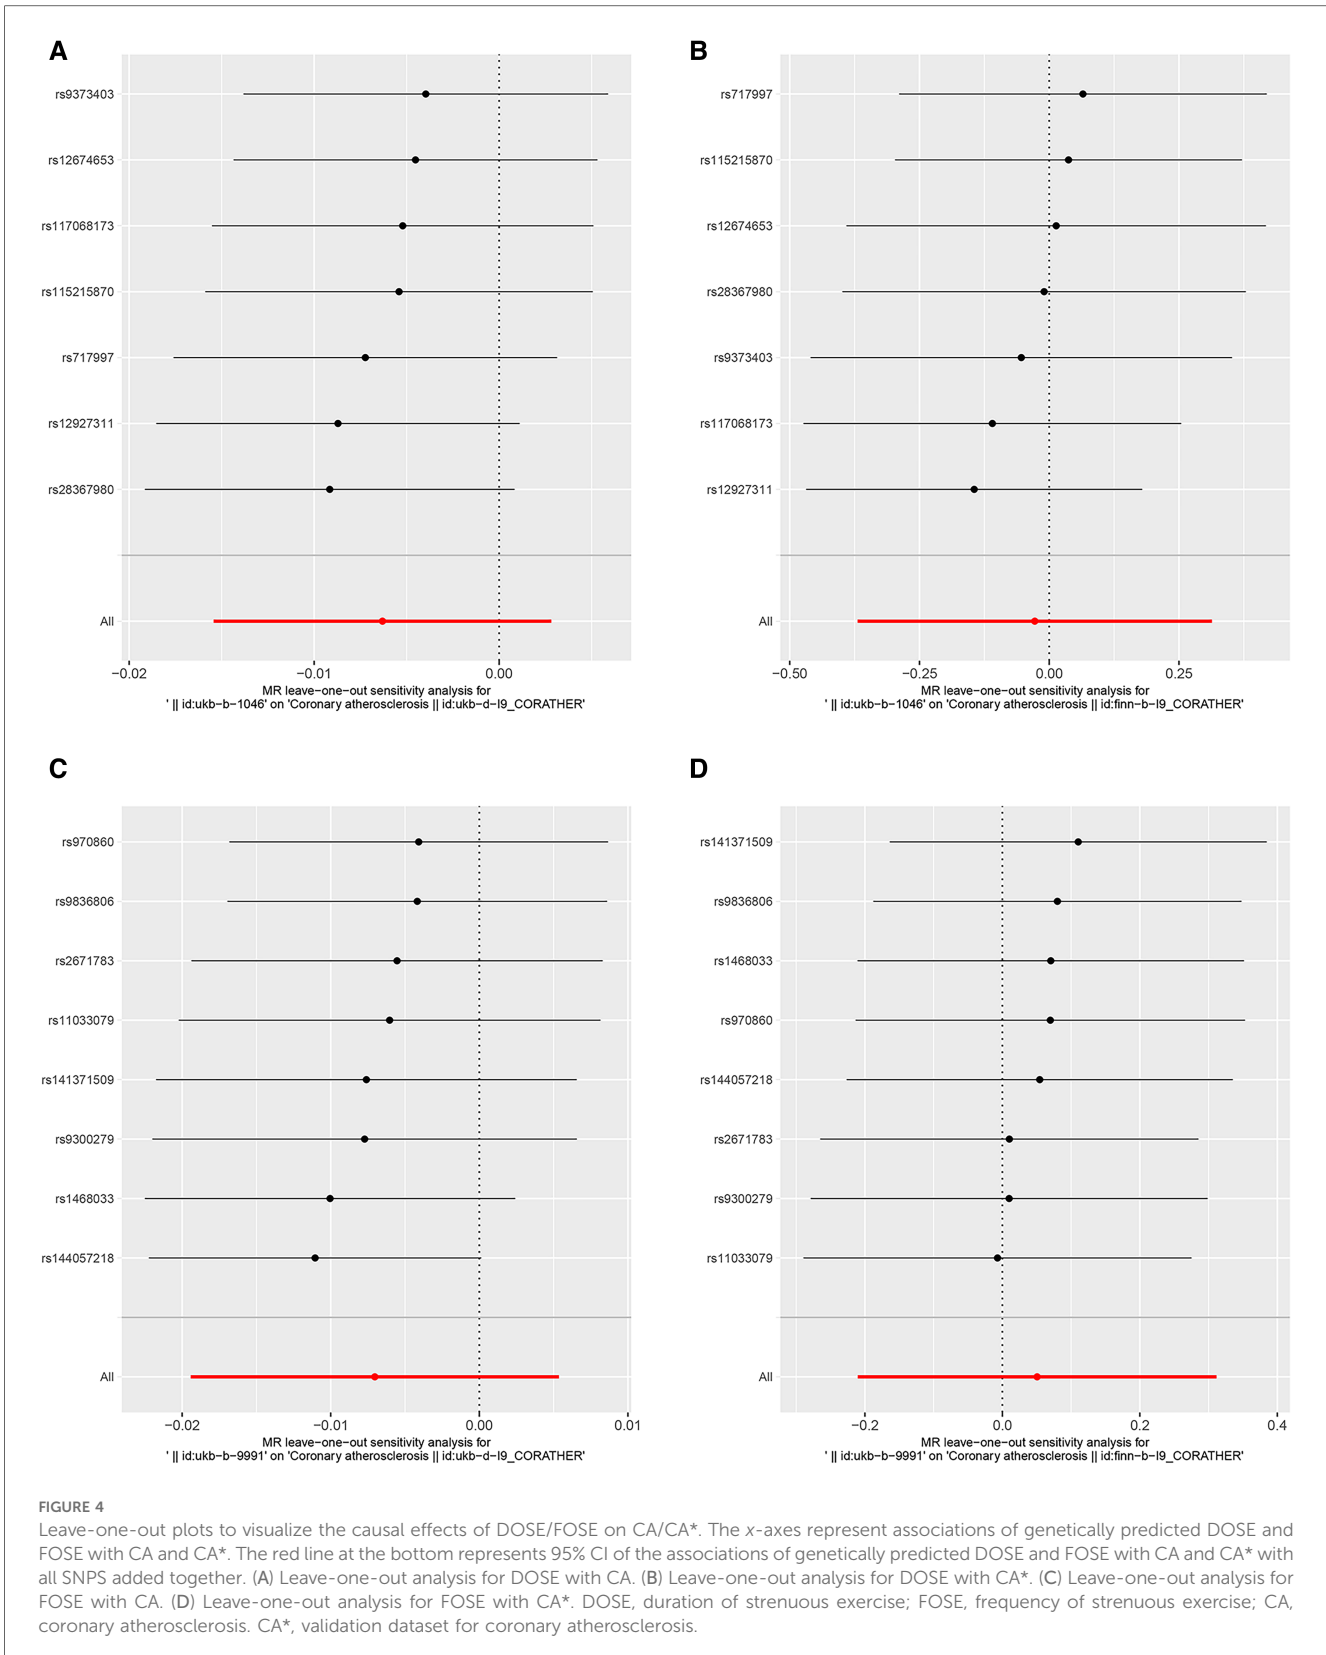 A
rs9373403
rs12674653
rs117068173
rs115215870
rs717997
rs12927311
rs28367980
All
−0.02 −0.01 0.00
MR leave−one−out sensitivity analysis for
' || id:ukb−b−1046' on 'Coronary atherosclerosis || id:ukb−d−I9_CORATHER'
B
rs717997
rs115215870
rs12674653
rs28367980
rs9373403
rs117068173
rs12927311
All
−0.50 −0.25 0.00 0.25
MR leave−one−out sensitivity analysis for
' || id:ukb−b−1046' on 'Coronary atherosclerosis || id:finn−b−I9_CORATHER'
C
rs970860
rs9836806
rs2671783
rs11033079
rs141371509
rs9300279
rs1468033
rs144057218
All
−0.02 −0.01 0.00 0.01
MR leave−one−out sensitivity analysis for
' || id:ukb−b−9991' on 'Coronary atherosclerosis || id:ukb−d−I9_CORATHER'
D
rs141371509
rs9836806
rs1468033
rs970860
rs144057218
rs2671783
rs9300279
rs11033079
All
−0.2 0.0 0.2 0.4
MR leave−one−out sensitivity analysis for
' || id:ukb−b−9991' on 'Coronary atherosclerosis || id:finn−b−I9_CORATHER'
FIGURE 4
Leave-one-out plots to visualize the causal effects of DOSE/FOSE on CA/CA*. The x-axes represent associations of genetically predicted DOSE and
FOSE with CA and CA*. The red line at the bottom represents 95% CI of the associations of genetically predicted DOSE and FOSE with CA and CA* with
all SNPS added together. (A) Leave-one-out analysis for DOSE with CA. (B) Leave-one-out analysis for DOSE with CA*. (C) Leave-one-out analysis for
FOSE with CA. (D) Leave-one-out analysis for FOSE with CA*. DOSE, duration of strenuous exercise; FOSE, frequency of strenuous exercise; CA,
coronary atherosclerosis. CA*, validation dataset for coronary atherosclerosis.